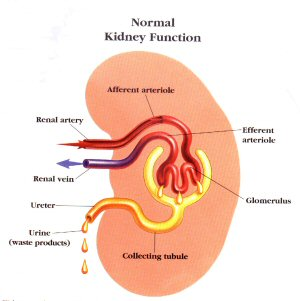 Normal
Kidney Function
Afferent arteriole
Renal artery
Efferent
arteriole
Renal vein
Glomerulus
Ureter
Urine
(waste products)
Collecting tubule